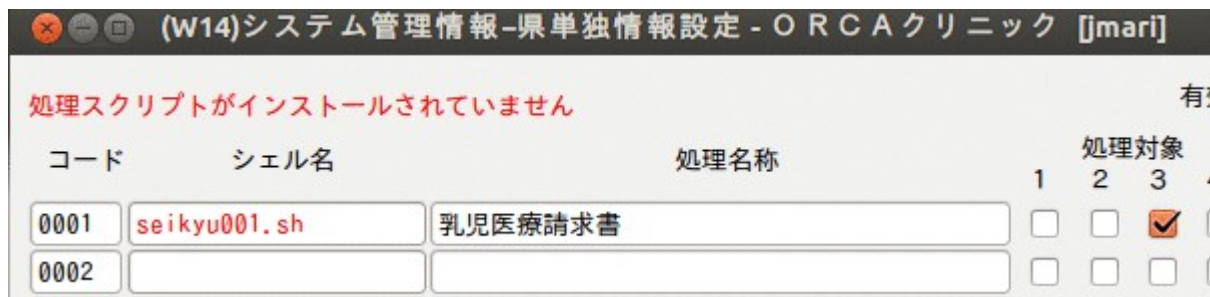 (W14)システム管理情報–県単独情報設定 - ＯＲＣＡクリニック [jmari]
処理スクリプトがインストールされていません
コード シェル名 処理名称 処理対象
1 2 3
0001 seikyu001.sh 乳児医療請求書
0002